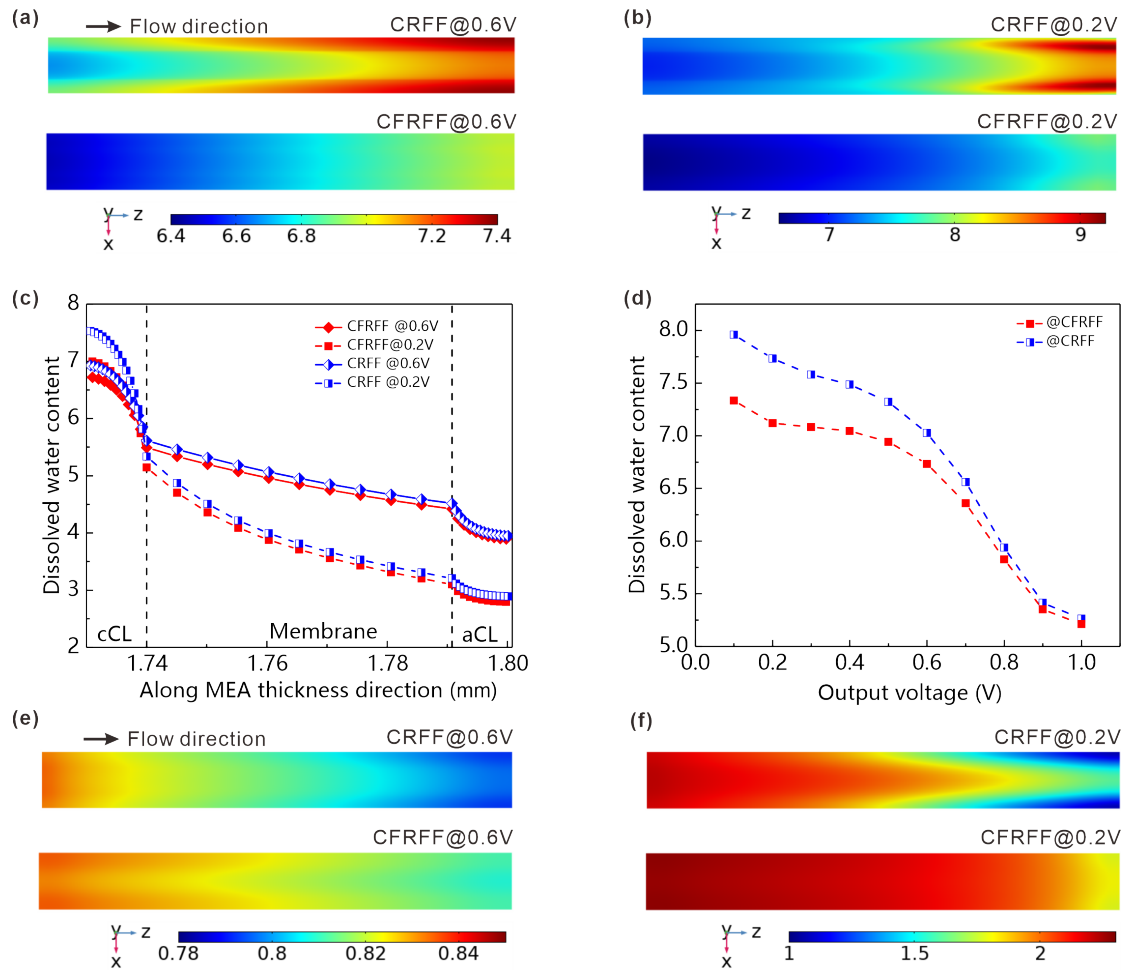 (a)
Flow direction
CRFF@0.6V
CFRFF@0.6V
y
z
x
6.4
6.6
6.8
7.2
7.4
(b)
CRFF@0.2V
CFRFF@0.2V
y
z
x
7
8
9
(c)
8
7
6
5
4
3
2
Dissolved water content
CFRFF @0.6V
CFRFF@0.2V
CRFF @0.6V
CRFF @0.2V
cCL
Membrane
aCL
1.74
1.76
1.78
1.80
Along MEA thickness direction (mm)
(d)
8.0
7.5
7.0
6.5
6.0
5.5
5.0
Dissolved water content
@CFRFF
@CRFF
0.0
0.2
0.4
0.6
0.8
1.0
Output voltage (V)
(e)
Flow direction
CRFF@0.6V
CFRFF@0.6V
y
z
x
0.78
0.8
0.82
0.84
(f)
CRFF@0.2V
CFRFF@0.2V
y
z
x
1
1.5
2